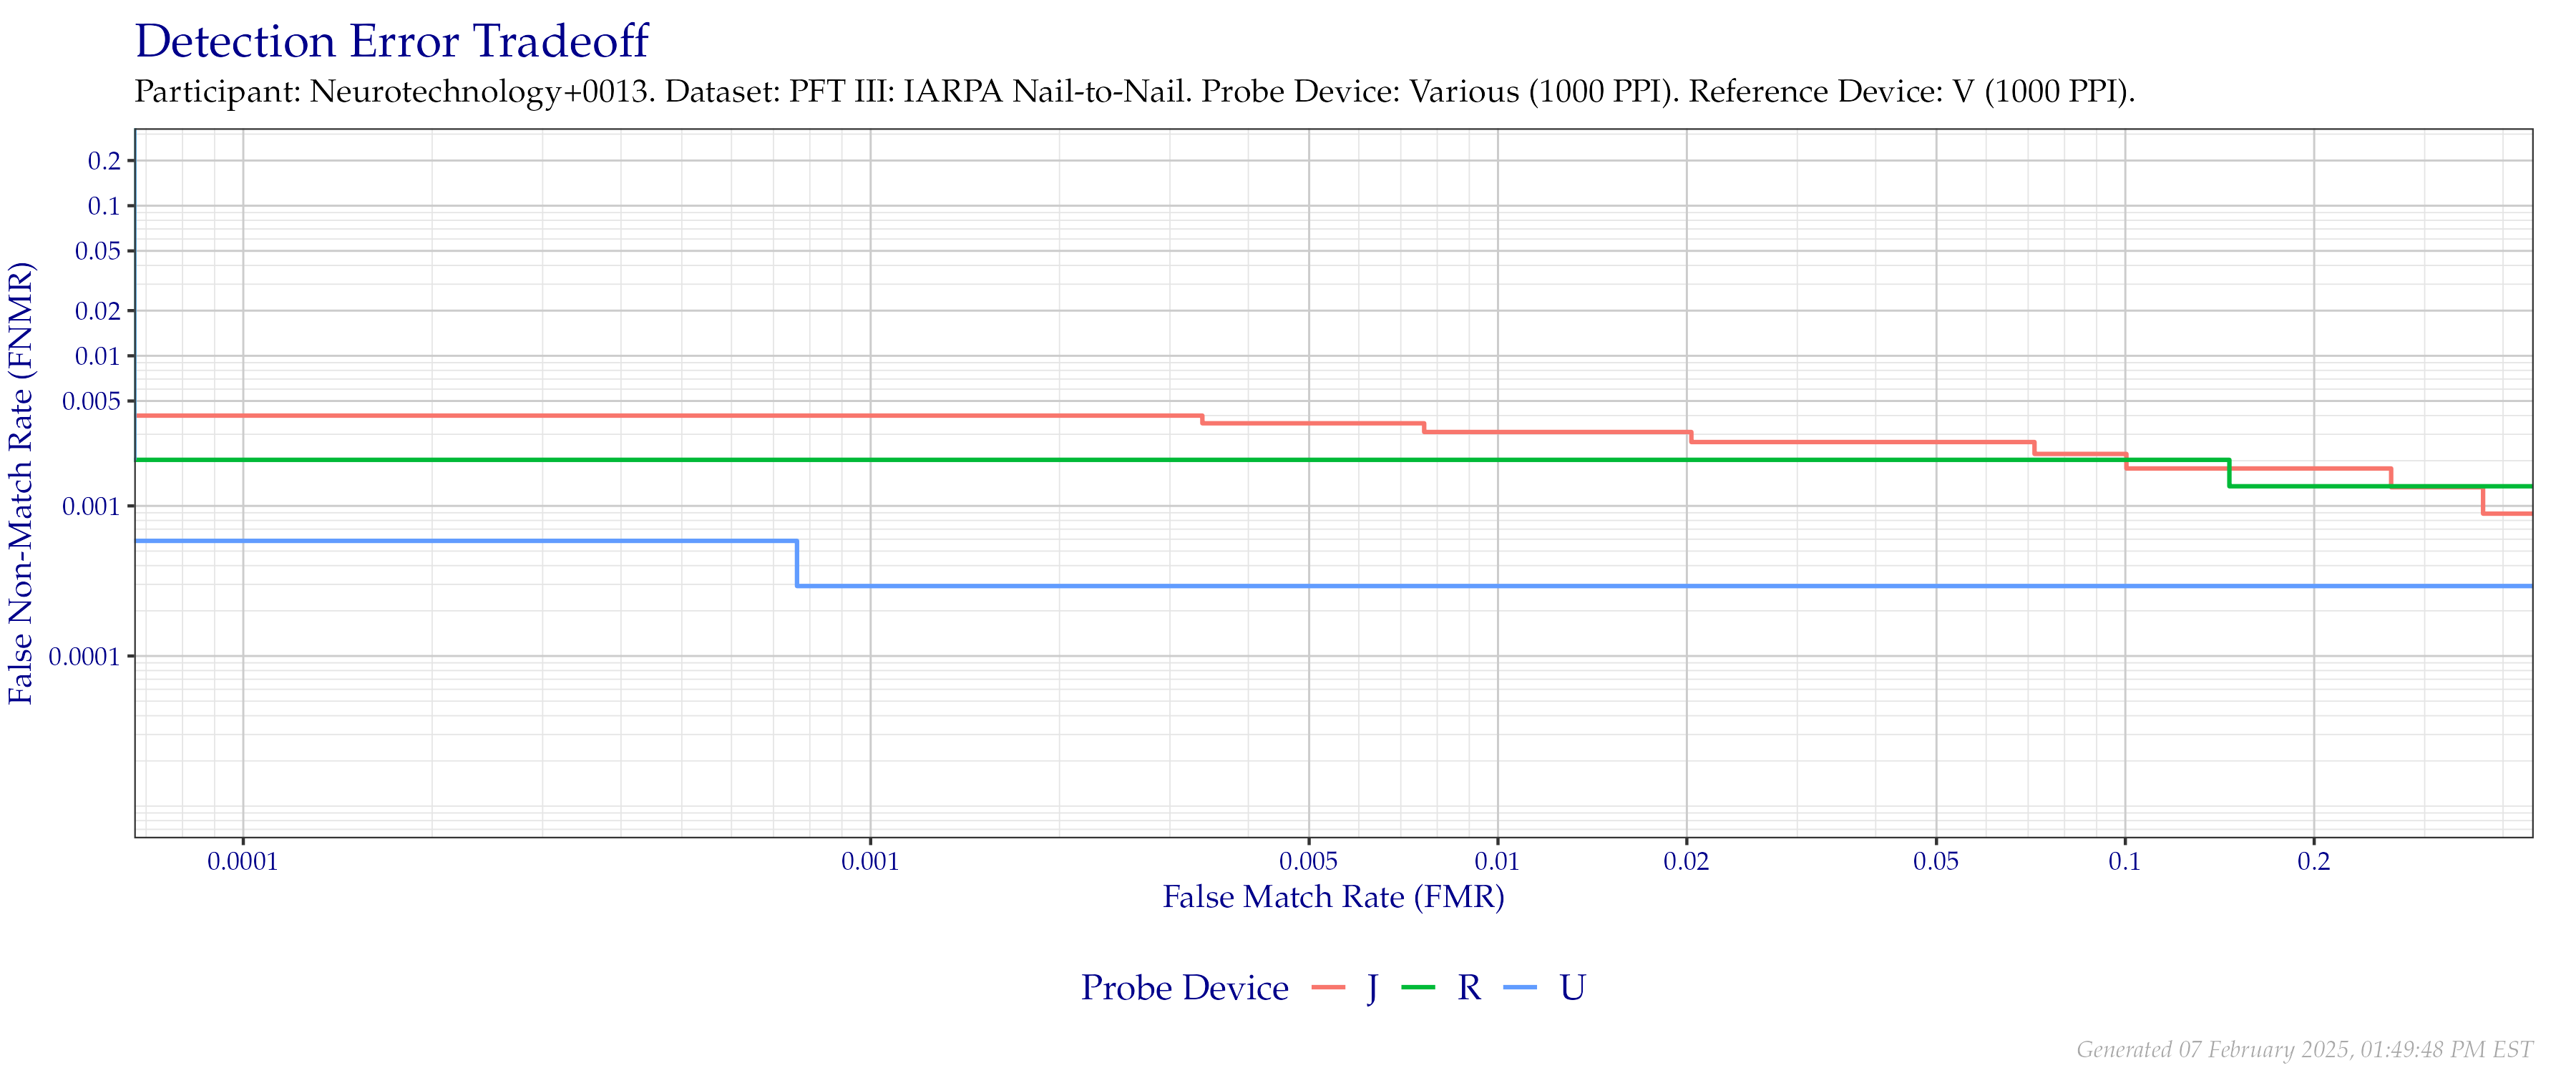 Detection Error Tradeoff
Participant: Neurotechnology+0013. Dataset: PFT III: IARPA Nail-to-Nail. Probe Device: Various (1000 PPI). Reference Device: V (1000 PPI).
False Non-Match Rate (FNMR)
0.2
0.1
0.05
0.02
0.01
0.005
0.001
0.0001
0.0001 0.001 0.005 0.01 0.02 0.05 0.1 0.2
False Match Rate (FMR)
Probe Device J R U
Generated 07 February 2025, 01:49:48 PM EST